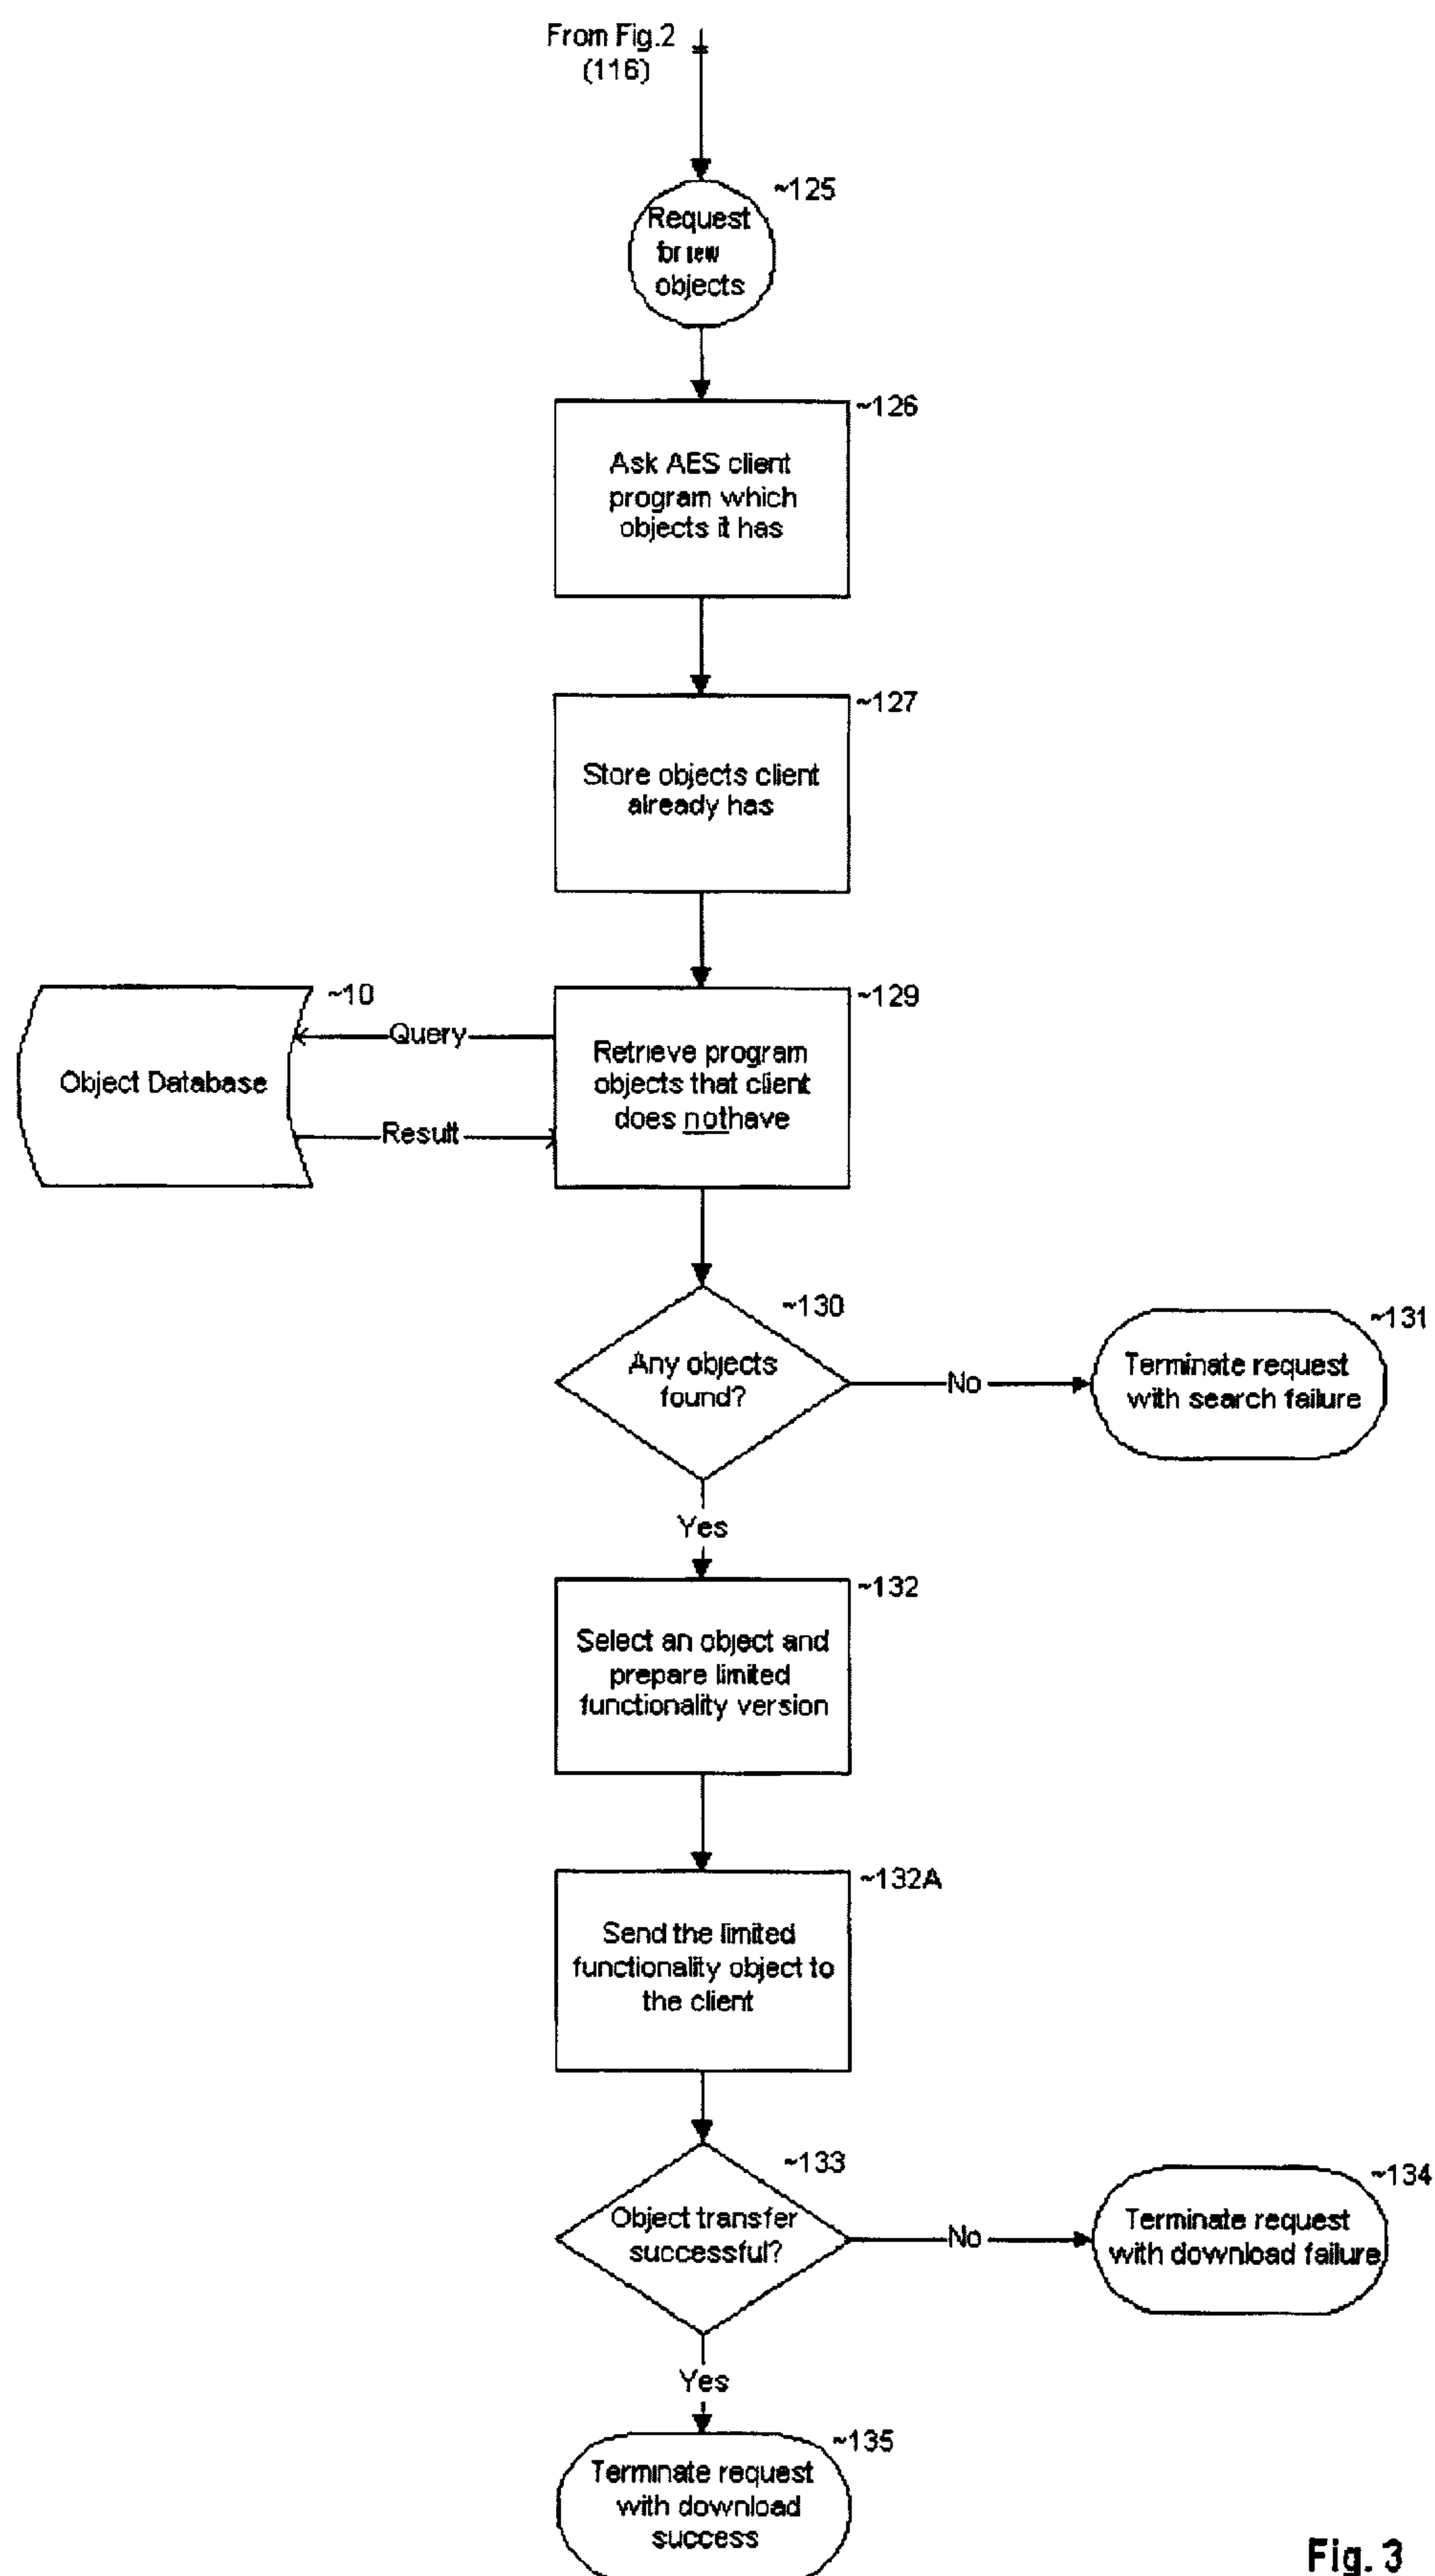 From Fig.2
(116)
~125
Request
for new
objects
~126
Ask AES client
program which
objects it has
~127
Store objects client
already has
~10
Object Database
Query
Result
~129
Retrieve program
objects that client
does not have
~130
Any objects
found?
No
~131
Terminate request
with search failure
Yes
~132
Select an object and
prepare limited
functionality version
~132A
Send the limited
functionality object to
the client
~133
Object transfer
successful?
No
~134
Terminate request
with download failure
Yes
~135
Terminate request
with download
success
Fig. 3